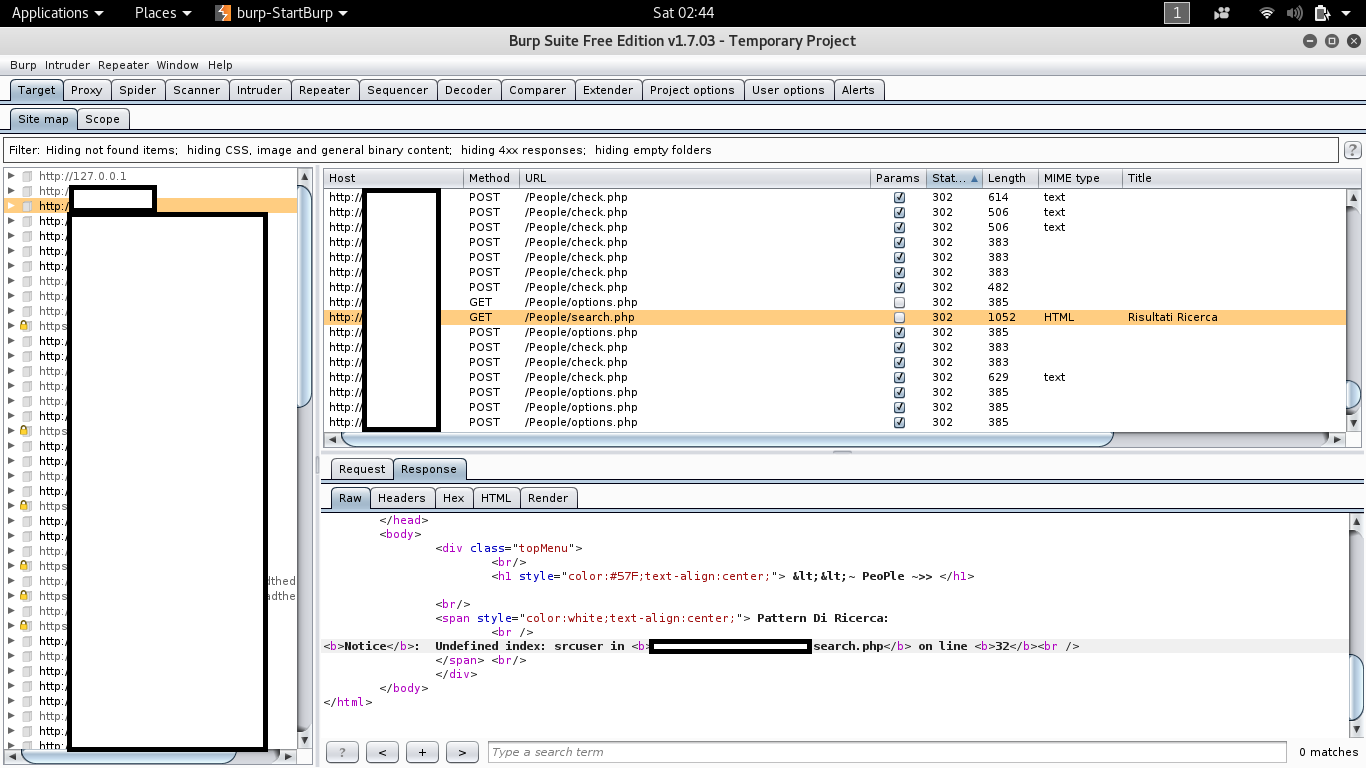 Applications Places burp-StartBurp Sat 02:44 1
Burp Suite Free Edition v1.7.03 - Temporary Project
Burp Intruder Repeater Window Help
Target Proxy Spider Scanner Intruder Repeater Sequencer Decoder Comparer Extender Project options User options Alerts
Site map Scope
Filter: Hiding not found items; hiding CSS, image and general binary content; hiding 4xx responses; hiding empty folders ?
http://127.0.0.1
http:/
http:/
http:/
http:/
http:/
http:/
http:/
http:/
http:/
https
http:/
http:/
http:/
http:/
http:/
http:/
https
http:/
http:/
http:/
http:/
https
http:/
http:/
http:/
https
http:/ dthed
https adthe
http:/
https
http:/
http:/
http:/
http:/
http:/
http:/
http:/
http:/
Host Method URL Params Stat... Length MIME type Title
http:// POST /People/check.php 302 614 text
http:// POST /People/check.php 302 506 text
http:// POST /People/check.php 302 506 text
http:// POST /People/check.php 302 383
http:// POST /People/check.php 302 383
http:// POST /People/check.php 302 383
http:// POST /People/check.php 302 482
http:// GET /People/options.php 302 385
http:// GET /People/search.php 302 1052 HTML Risultati Ricerca
http:// POST /People/options.php 302 385
http:// POST /People/check.php 302 383
http:// POST /People/check.php 302 383
http:// POST /People/check.php 302 629 text
http:// POST /People/options.php 302 385
http:// POST /People/options.php 302 385
http:// POST /People/options.php 302 385
Request Response
Raw Headers Hex HTML Render
</head>
<body>
<div class="topMenu">
<br/>
<h1 style="color:#57F;text-align:center;"> &lt;&lt;~ PeoPle ~>> </h1>
<br/>
<span style="color:white;text-align:center;"> Pattern Di Ricerca:
<br />
<b>Notice</b>:  Undefined index: srcuser in <b> search.php</b> on line <b>32</b><br />
</span> <br/>
</div>
</body>
</html>
? < + > Type a search term 0 matches